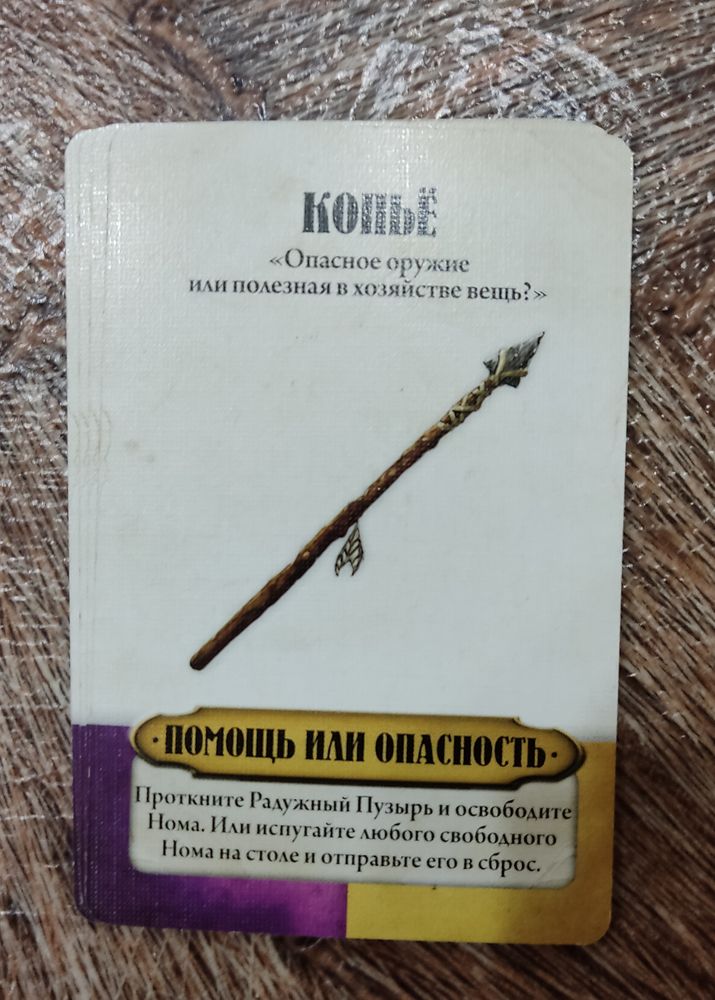 КОПЬЁ
«Опасное оружие
или полезная в хозяйстве вещь?»
·ПОМОЩЬ ИЛИ ОПАСНОСТЬ·
Проткните Радужный Пузырь и освободите
Нома. Или испугайте любого свободного
Нома на столе и отправьте его в сброс.